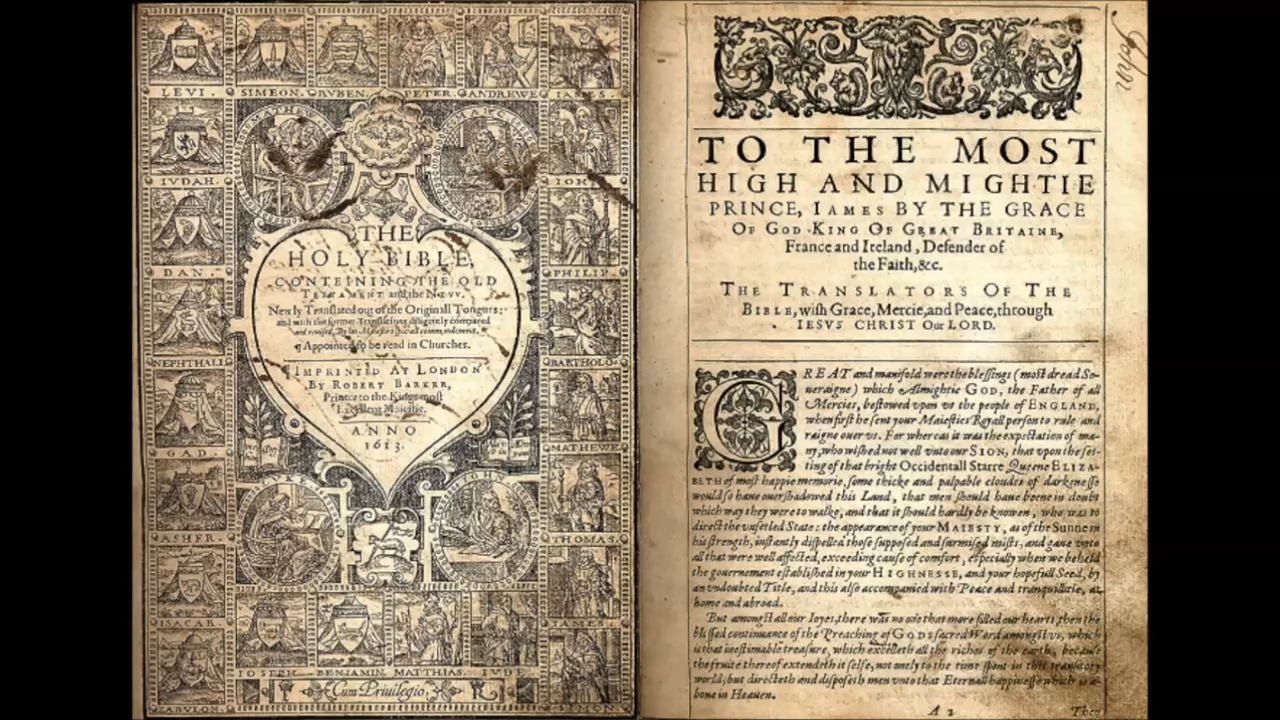 LEVI. SIMEON. RVBEN. PETER. ANDREWE. IAMES.
IVDAH. IOHN
DAN. PHILIP.
NEPHTHALI. BARTHOLO.
GAD. MATHEWE
ASHER. THOMAS.
ISACAR. IAMES.
IOSEPH. BENJAMIN. MATTHIAS. IVDE
ZABVLON. SIMON.
THE
HOLY BIBLE,
CONTEINING THE OLD
TESTAMENT and the NEVV.
Newly Translated out of the Originall Tongues:
and with the former Translations diligently compared
and reuised, By his Maiesties speciall commandement.
¶ Appointed to be read in Churches.
¶ IMPRINTED AT LONDON
BY ROBERT BARKER,
Printer to the Kings most
Excellent Maiestie.
ANNO
1613.
Cum Priuilegio,
TO THE MOST
HIGH AND MIGHTIE
PRINCE, IAMES BY THE GRACE
OF GOD KING OF GREAT BRITAINE,
France and Ireland, Defender of
the Faith,&c.
THE TRANSLATORS OF THE
BIBLE, wish Grace, Mercie, and Peace, through
IESVS CHRIST Our LORD.
GREAT and manifold were the blessings (most dread So-
ueraigne) which Almightie GOD, the Father of all
Mercies, bestowed vpon vs the people of ENGLAND,
when first he sent your Maiesties Royall person to rule and
raigne ouer vs. For whereas it was the expectation of ma-
ny, who wished not well vnto our SION, that vpon the set-
ting of that bright Occidentall Starre Queene ELIZA-
BETH of most happie memorie, some thicke and palpable cloudes of darkenesse
would so haue ouershadowed this Land, that men should haue beene in doubt
which way they were to walke, and that it should hardly be knowen, who was to
direct the vnsetled State: the appearance of your MAIESTY, as of the Sunne in
his strength, instantly dispelled those supposed and surmised mists, and gaue vnto
all that were well affected, exceeding cause of comfort, especially when we beheld
the gouernement established in your HIGHNESSE, and your hopefull Seed, by
an vndoubted Title, and this also accompanied with Peace and tranquillitie, at
home and abroad.
But amongst all our Ioyes, there was no one that more filled our hearts, then the
blessed continuance of the Preaching of GODS sacred Word amongst vs, which
is that inestimable treasure, which excelleth all the riches of the earth, because
the fruite thereof extendeth it selfe, not onely to the time spent in this transitory
world, but directeth and disposeth men vnto that Eternall happinesse which is a-
boue in Heauen.
A 2 Then